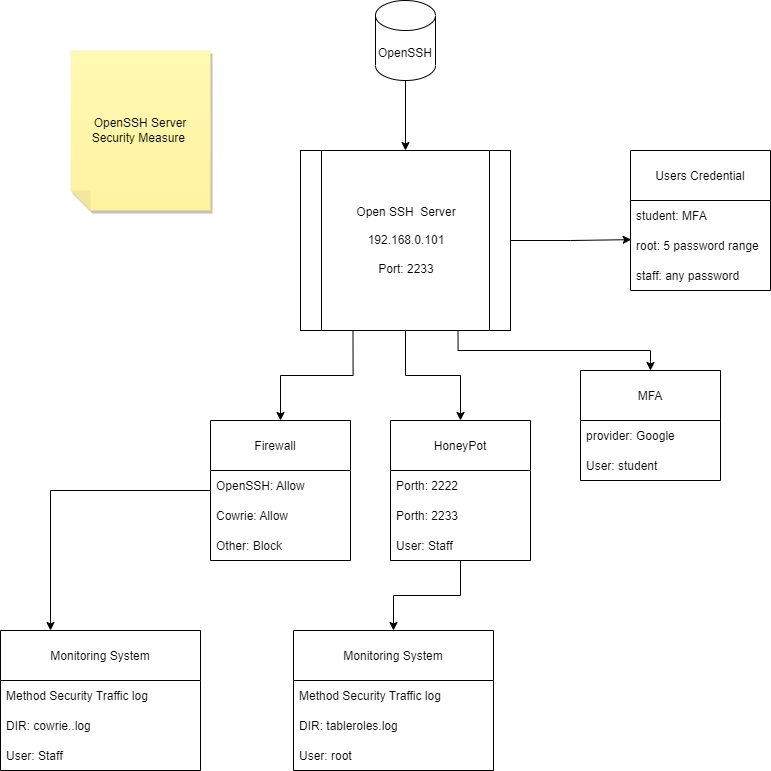 OpenSSH
OpenSSH Server
Security Measure
Open SSH Server
192.168.0.101
Port: 2233
Users Credential
student: MFA
root: 5 password range
staff: any password
MFA
provider: Google
User: student
Firewall
OpenSSH: Allow
Cowrie: Allow
Other: Block
HoneyPot
Porth: 2222
Porth: 2233
User: Staff
Monitoring System
Method Security Traffic log
DIR: cowrie..log
User: Staff
Monitoring System
Method Security Traffic log
DIR: tableroles.log
User: root